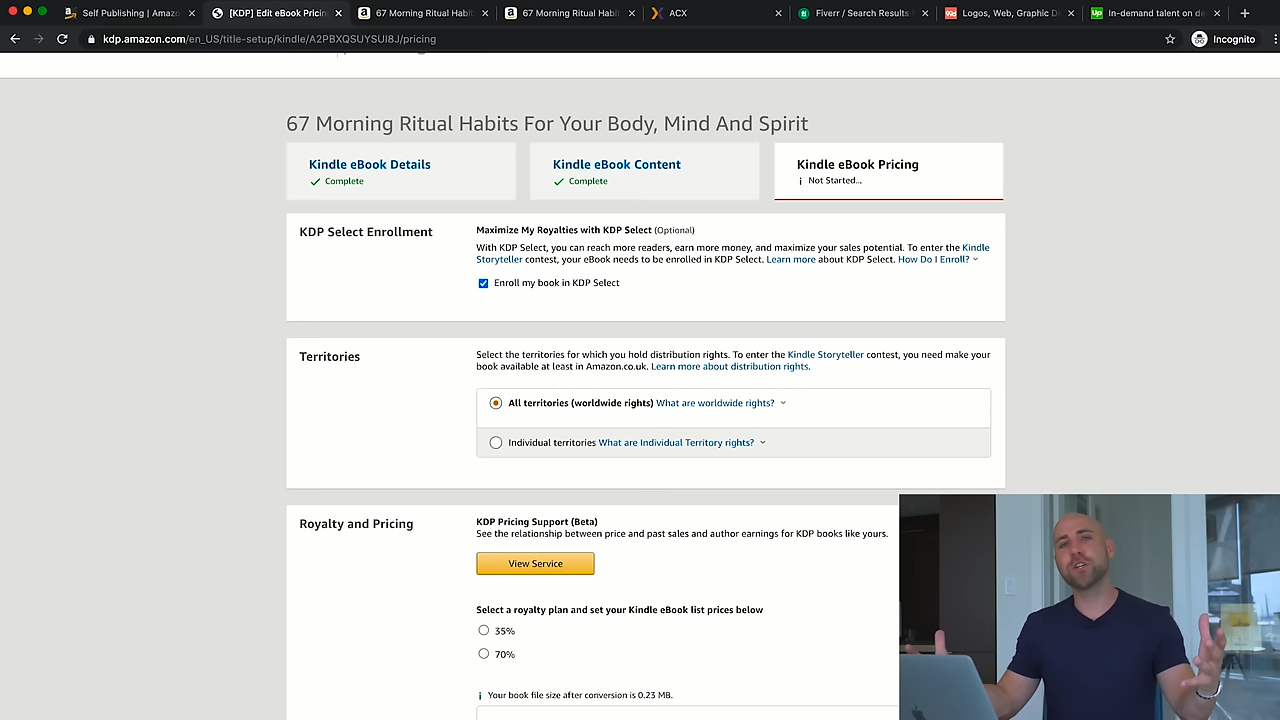 Self Publishing | Amazo
[KDP] Edit eBook Pricin
67 Morning Ritual Habi
67 Morning Ritual Habi
ACX
Fiverr / Search Results
Logos, Web, Graphic D
In-demand talent on de
kdp.amazon.com/en_US/title-setup/kindle/A2PBXQSUYSUI8J/pricing
Incognito
67 Morning Ritual Habits For Your Body, Mind And Spirit
Kindle eBook Details
Complete
Kindle eBook Content
Complete
Kindle eBook Pricing
Not Started...
KDP Select Enrollment
Maximize My Royalties with KDP Select (Optional)
With KDP Select, you can reach more readers, earn more money, and maximize your sales potential. To enter the Kindle
Storyteller contest, your eBook needs to be enrolled in KDP Select. Learn more about KDP Select. How Do I Enroll?
Enroll my book in KDP Select
Territories
Select the territories for which you hold distribution rights. To enter the Kindle Storyteller contest, you need make your
book available at least in Amazon.co.uk. Learn more about distribution rights.
All territories (worldwide rights) What are worldwide rights?
Individual territories What are Individual Territory rights?
Royalty and Pricing
KDP Pricing Support (Beta)
See the relationship between price and past sales and author earnings for KDP books like yours.
View Service
Select a royalty plan and set your Kindle eBook list prices below
35%
70%
Your book file size after conversion is 0.23 MB.